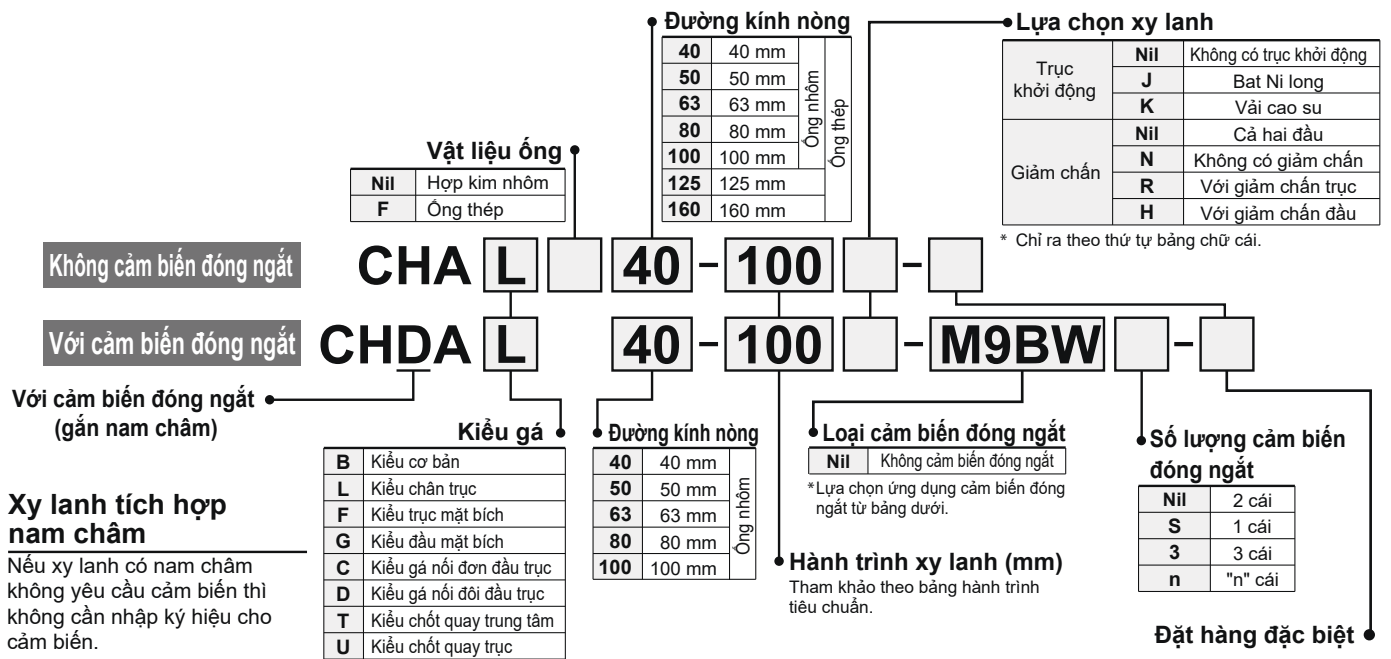 Đường kính nòng
40 40 mm
50 50 mm
63 63 mm
80 80 mm
100 100 mm
125 125 mm
160 160 mm
Ống nhôm
Ống thép
Lựa chọn xy lanh
Trục khởi động
Nil Không có trục khởi động
J Bat Ni long
K Vải cao su
Giảm chấn
Nil Cả hai đầu
N Không có giảm chấn
R Với giảm chấn trục
H Với giảm chấn đầu
* Chỉ ra theo thứ tự bảng chữ cái.
Vật liệu ống
Nil Hợp kim nhôm
F Ống thép
Không cảm biến đóng ngắt
CHA L 40 - 100 -
Với cảm biến đóng ngắt
CHDA L 40 - 100 - M9BW -
Với cảm biến đóng ngắt
(gắn nam châm)
Xy lanh tích hợp
nam châm
Nếu xy lanh có nam châm
không yêu cầu cảm biến thì
không cần nhập ký hiệu cho
cảm biến.
Kiểu gá
B Kiểu cơ bản
L Kiểu chân trục
F Kiểu trục mặt bích
G Kiểu đầu mặt bích
C Kiểu gá nối đơn đầu trục
D Kiểu gá nối đôi đầu trục
T Kiểu chốt quay trung tâm
U Kiểu chốt quay trục
Đường kính nòng
40 40 mm
50 50 mm
63 63 mm
80 80 mm
100 100 mm
Ống nhôm
Loại cảm biến đóng ngắt
Nil Không cảm biến đóng ngắt
*Lựa chọn ứng dụng cảm biến đóng
ngắt từ bảng dưới.
Hành trình xy lanh (mm)
Tham khảo theo bảng hành trình
tiêu chuẩn.
Số lượng cảm biến
đóng ngắt
Nil 2 cái
S 1 cái
3 3 cái
n "n" cái
Đặt hàng đặc biệt